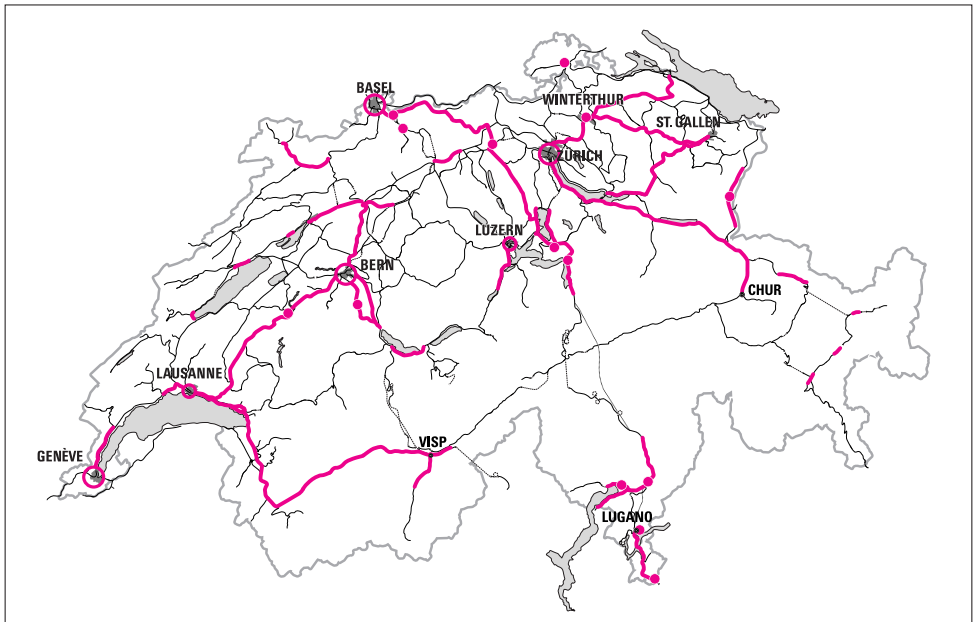 BASEL
WINTERTHUR
ST. GALLEN
ZÜRICH
LUZERN
BERN
CHUR
LAUSANNE
VISP
GENÈVE
LUGANO